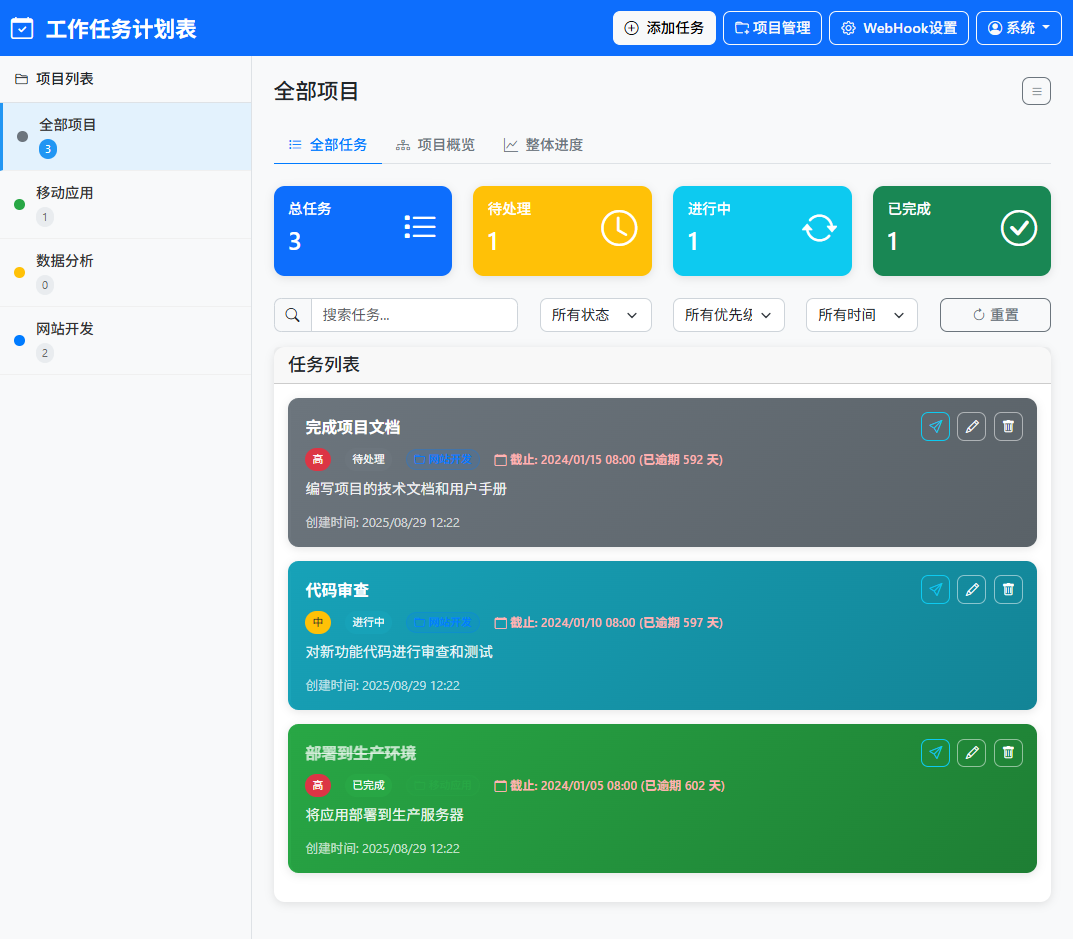 工作任务计划表
添加任务 项目管理 WebHook设置 系统
项目列表
全部项目
3
移动应用
1
数据分析
0
网站开发
2
全部项目
全部任务 项目概览 整体进度
总任务
3
待处理
1
进行中
1
已完成
1
搜索任务... 所有状态 所有优先级 所有时间 重置
任务列表
完成项目文档
高 待处理 网站开发 截止: 2024/01/15 08:00 (已逾期 592 天)
编写项目的技术文档和用户手册
创建时间: 2025/08/29 12:22
代码审查
中 进行中 网站开发 截止: 2024/01/10 08:00 (已逾期 597 天)
对新功能代码进行审查和测试
创建时间: 2025/08/29 12:22
部署到生产环境
高 已完成 截止: 2024/01/05 08:00 (已逾期 602 天)
将应用部署到生产服务器
创建时间: 2025/08/29 12:22